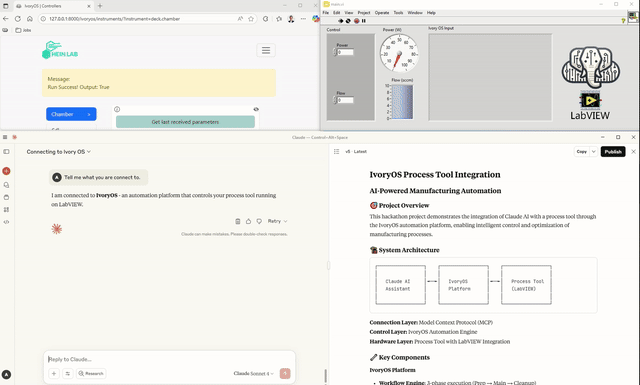 IvoryOS | Controllers
127.0.0.1:8000/ivoryos/instruments/?instrument=deck.chamber
Jobs
HEIN LAB
Message:
Run Success! Output: True
Chamber
Get last received parameters
File Edit View Project Operate Tools Window Help
Control
Power
0
Flow
0
Power (W)
Flow (sccm)
Ivory OS Input
LabVIEW
Claude — Control+Alt+Space
Connecting to Ivory OS
A
Tell me what you are connect to.
I am connected to IvoryOS - an automation platform that controls your process tool running
on LabVIEW.
Retry
Claude can make mistakes. Please double-check responses.
Reply to Claude...
Research
Claude Sonnet 4
A
v5 · Latest
Copy
Publish
IvoryOS Process Tool Integration
AI-Powered Manufacturing Automation
Project Overview
This hackathon project demonstrates the integration of Claude AI with a process tool through
the IvoryOS automation platform, enabling intelligent control and optimization of
manufacturing processes.
System Architecture
Claude AI
Assistant
IvoryOS
Platform
Process Tool
(LabVIEW)
Connection Layer: Model Context Protocol (MCP)
Control Layer: IvoryOS Automation Engine
Hardware Layer: Process Tool with LabVIEW Integration
Key Components
IvoryOS Platform
• Workflow Engine: 3-phase execution (Prep → Main → Cleanup)